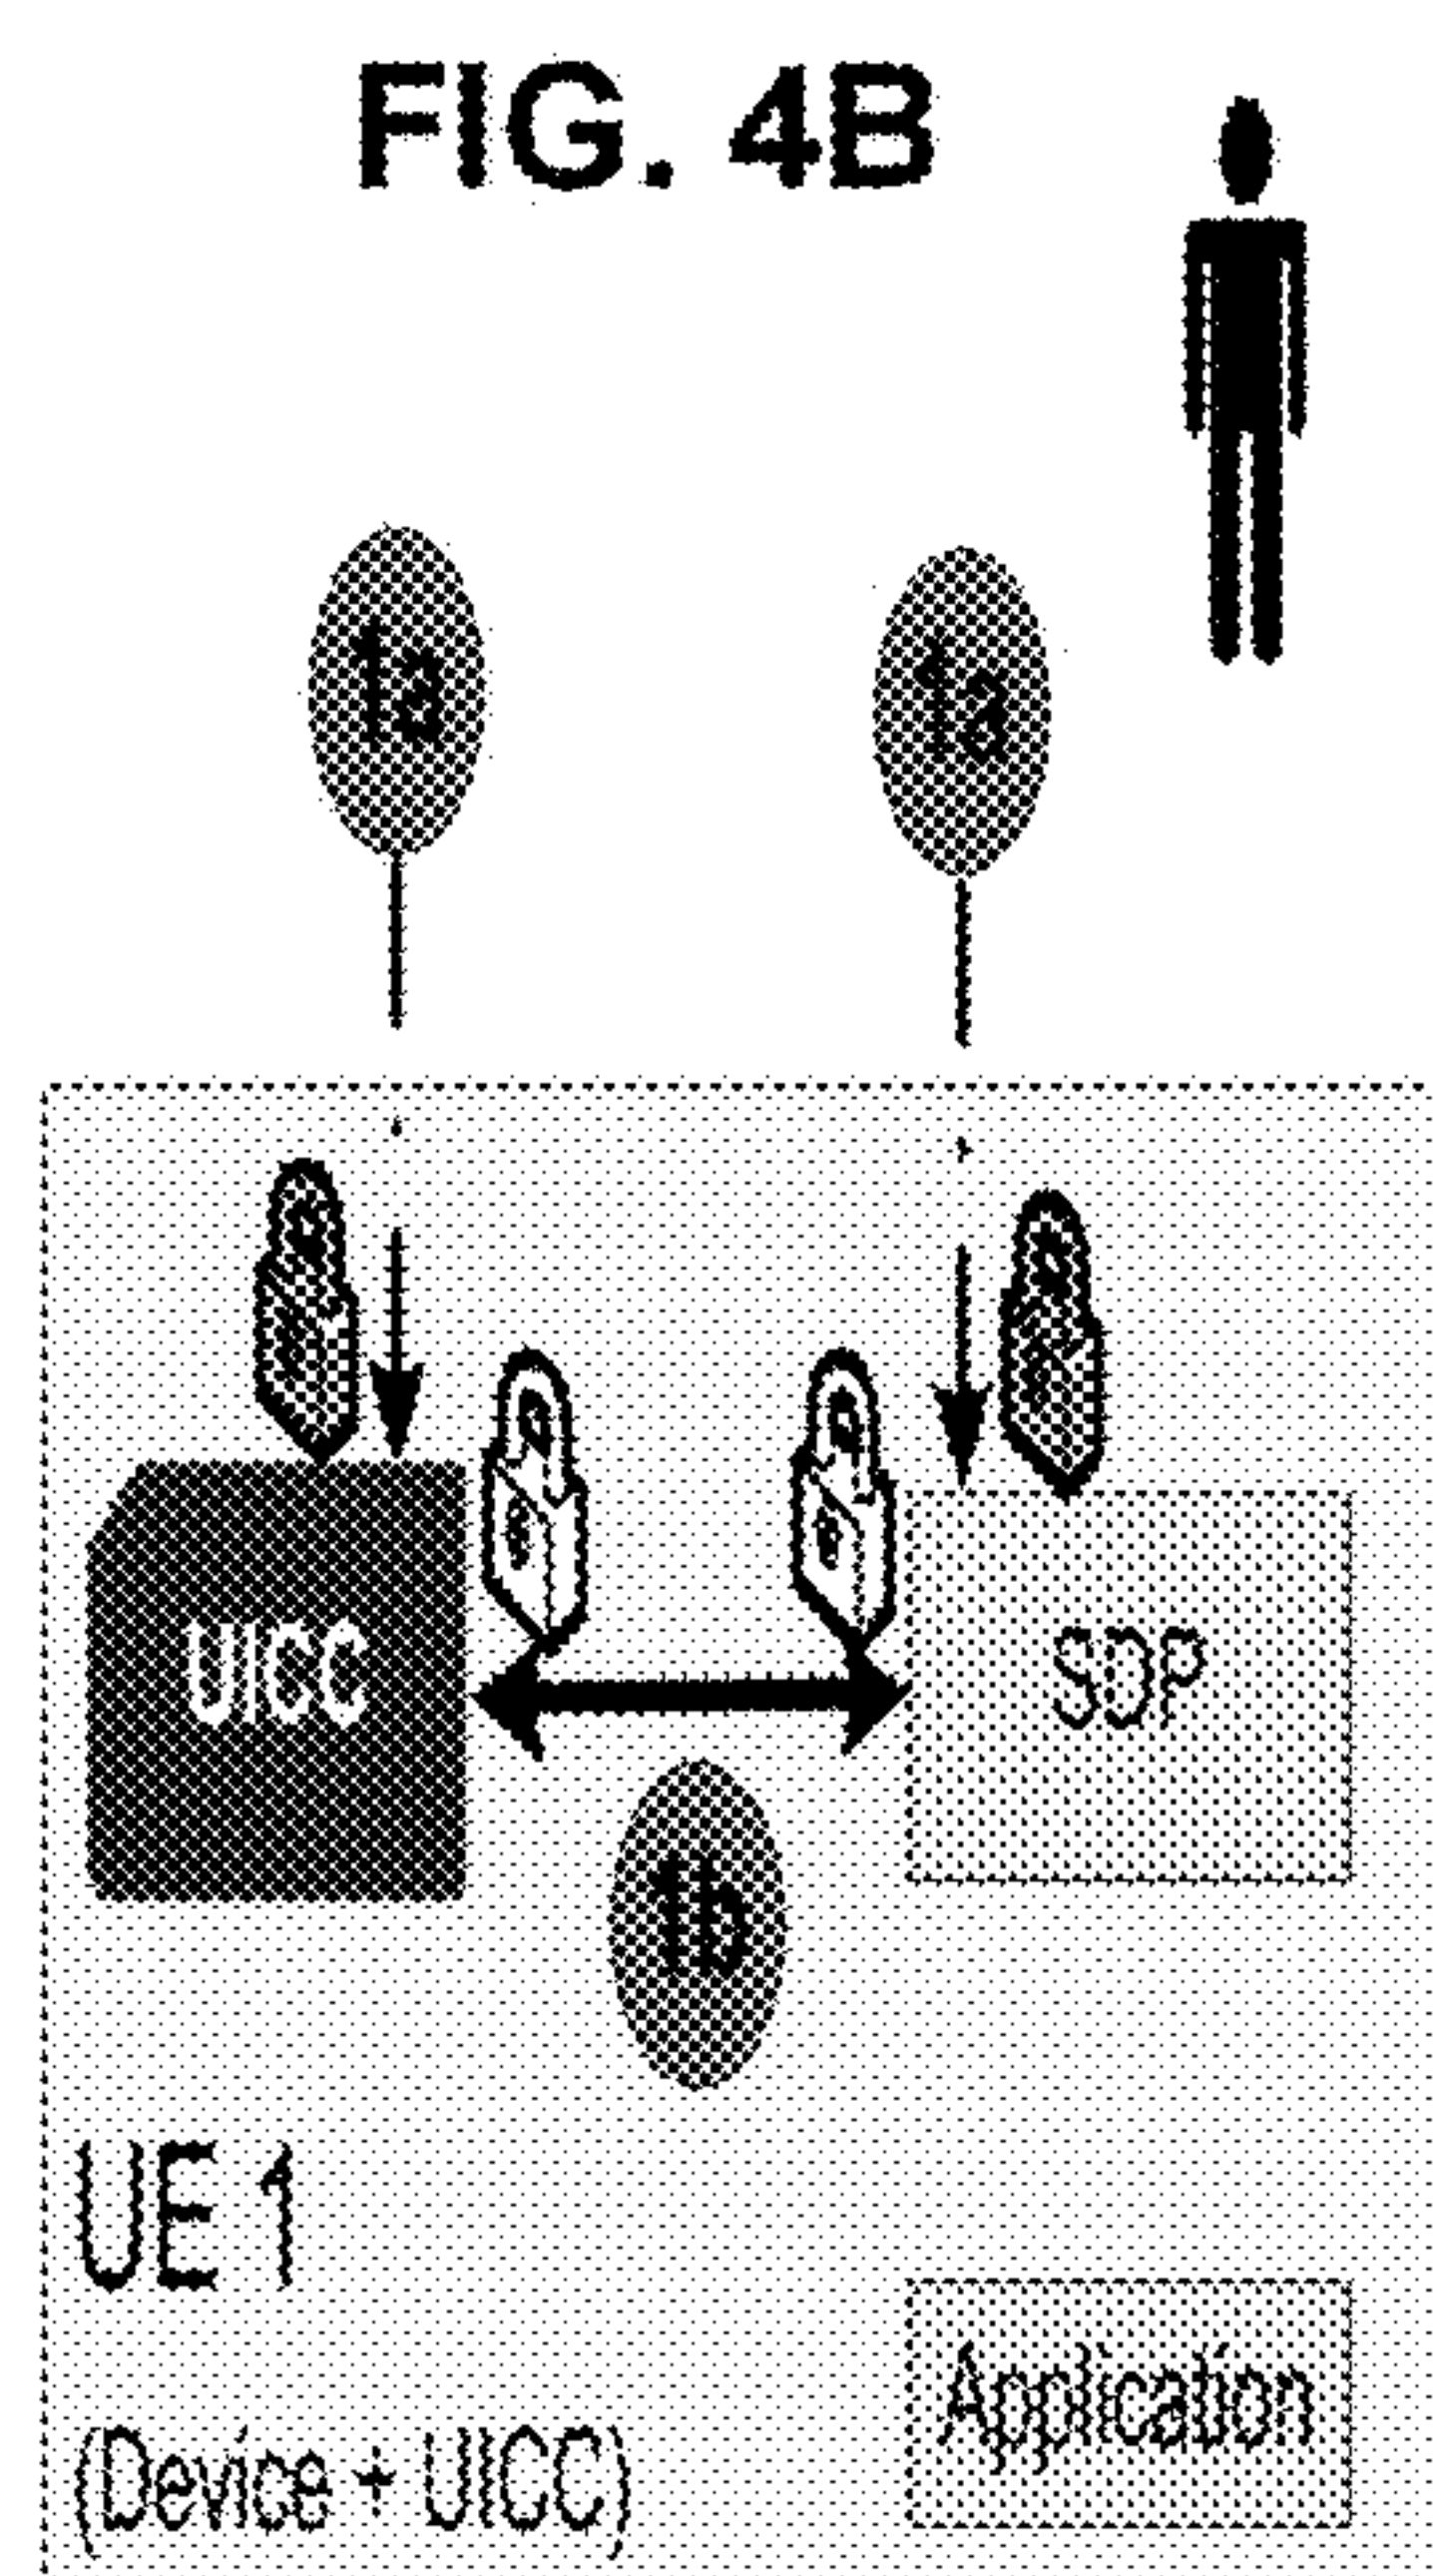 FIG. 4B
1a
1a
UICC
SDP
1b
UE 1
Application
(Device + UICC)